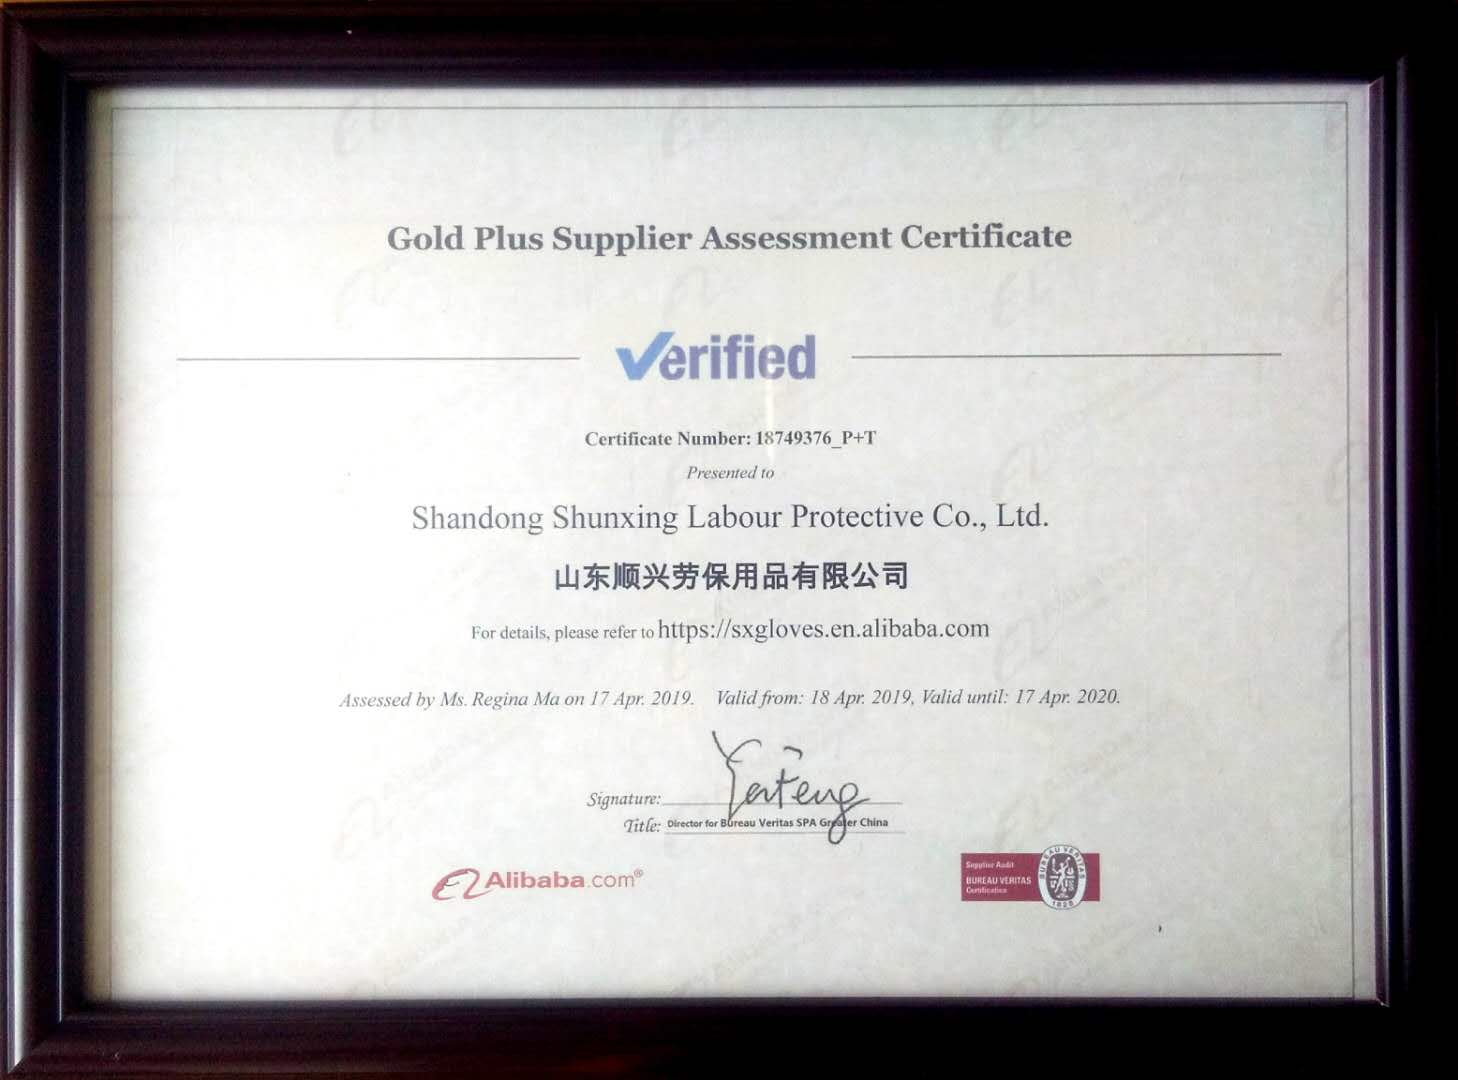 Gold Plus Supplier Assessment Certificate
Verified
Certificate Number: 18749376_P+T
Presented to
Shandong Shunxing Labour Protective Co., Ltd.
山东顺兴劳保用品有限公司
For details, please refer to https://sxgloves.en.alibaba.com
Assessed by Ms. Regina Ma on 17 Apr. 2019. Valid from: 18 Apr. 2019, Valid until: 17 Apr. 2020.
Signature:
Title: Director for Bureau Veritas SPA Greater China
Alibaba.com®
Supplier Audit
BUREAU VERITAS
Certification
BUREAU VERITAS
1828